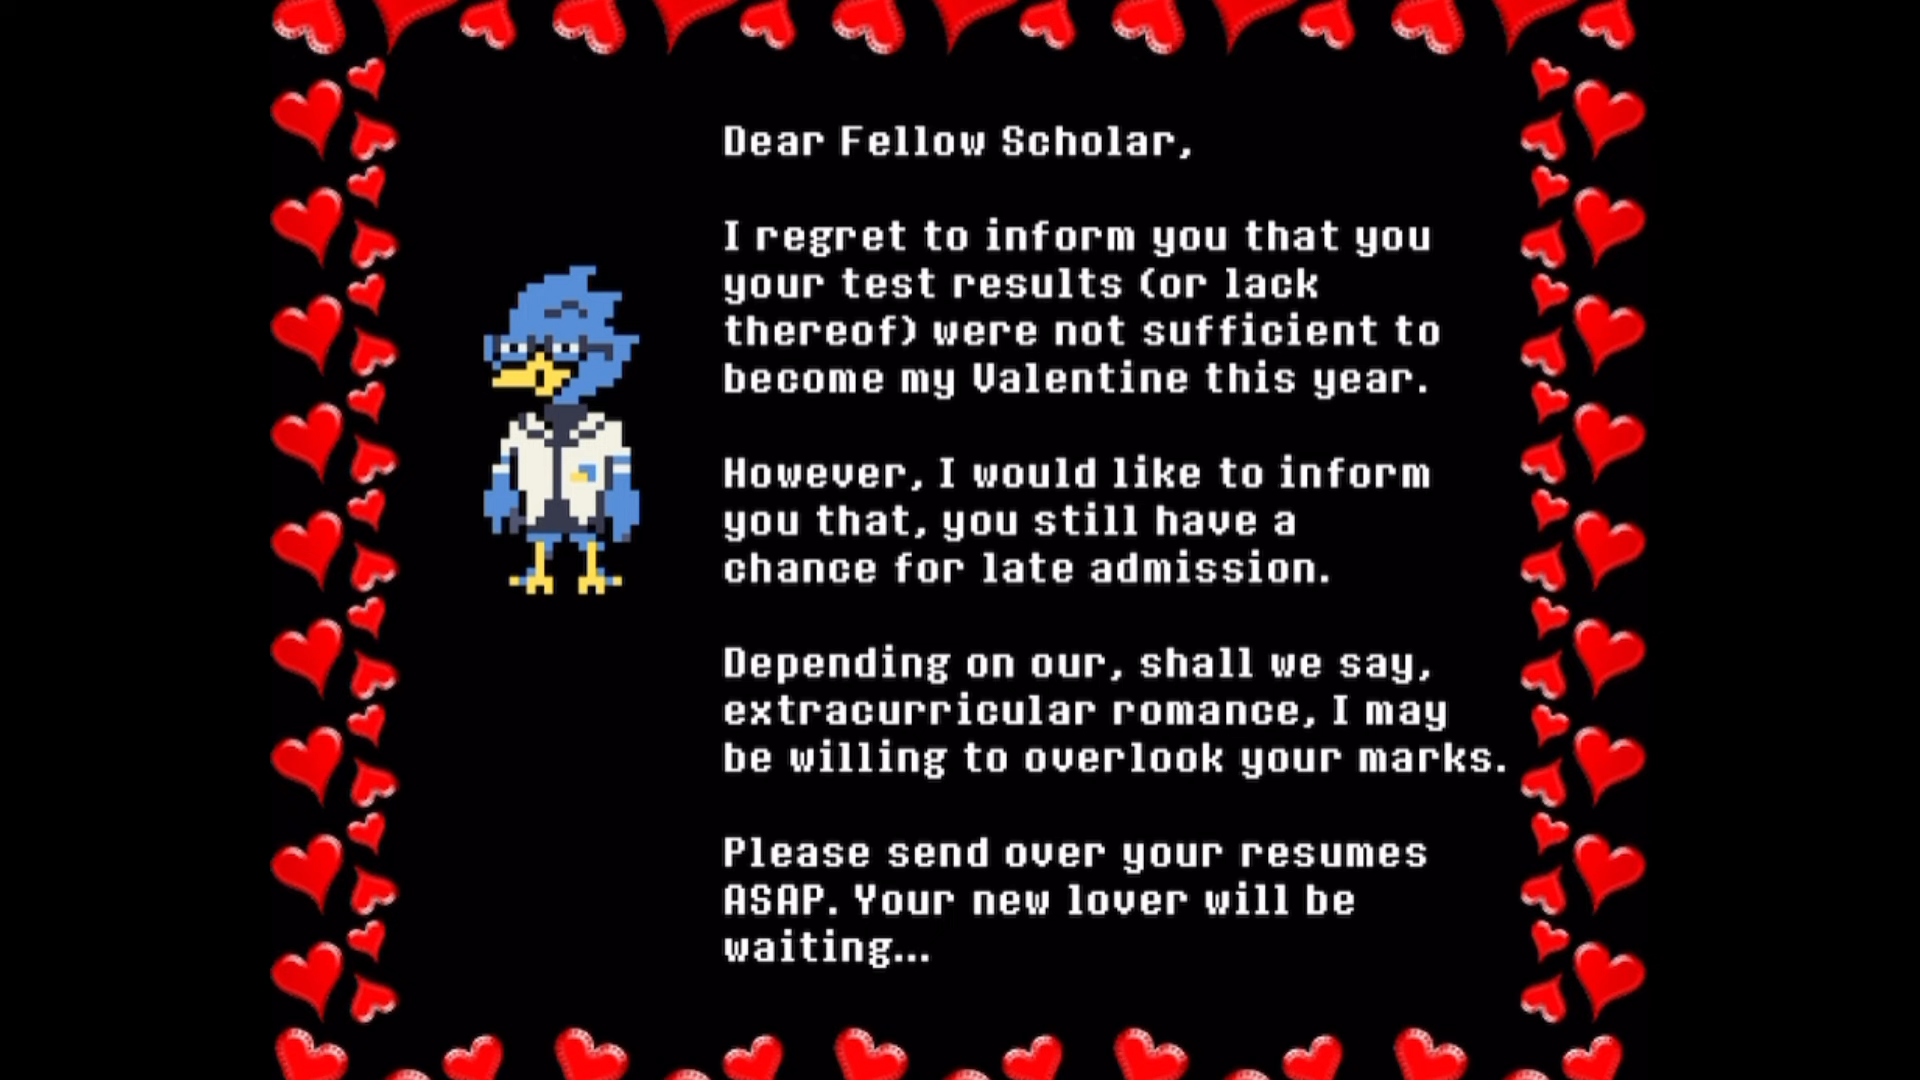 Dear Fellow Scholar,
I regret to inform you that you
your test results (or lack
thereof) were not sufficient to
become my Valentine this year.
However, I would like to inform
you that, you still have a
chance for late admission.
Depending on our, shall we say,
extracurricular romance, I may
be willing to overlook your marks.
Please send over your resumes
ASAP. Your new lover will be
waiting...